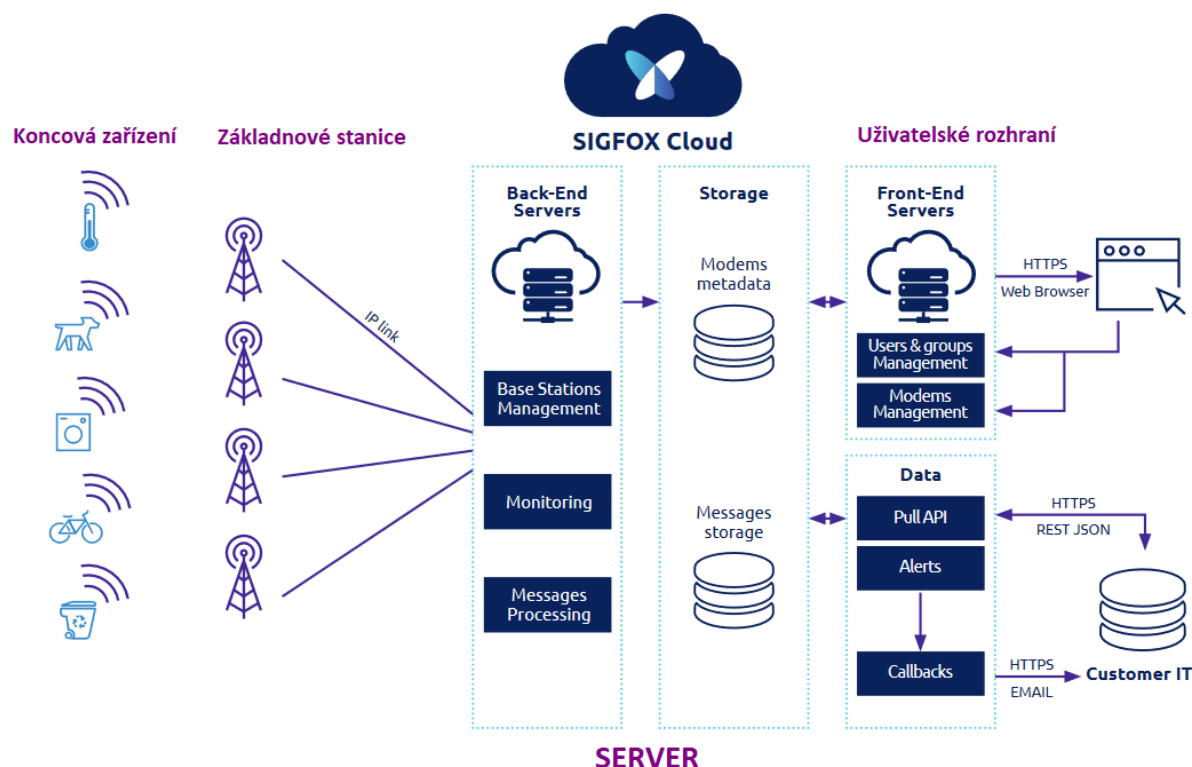 SIGFOX Cloud
Koncová zařízení
Základnové stanice
Uživatelské rozhraní
IP link
Back-End
Servers
Base Stations
Management
Monitoring
Messages
Processing
Storage
Modems
metadata
Messages
storage
Front-End
Servers
Users & groups
Management
Modems
Management
HTTPS
Web Browser
Data
Pull API
Alerts
Callbacks
HTTPS
REST JSON
HTTPS
EMAIL
Customer IT
SERVER